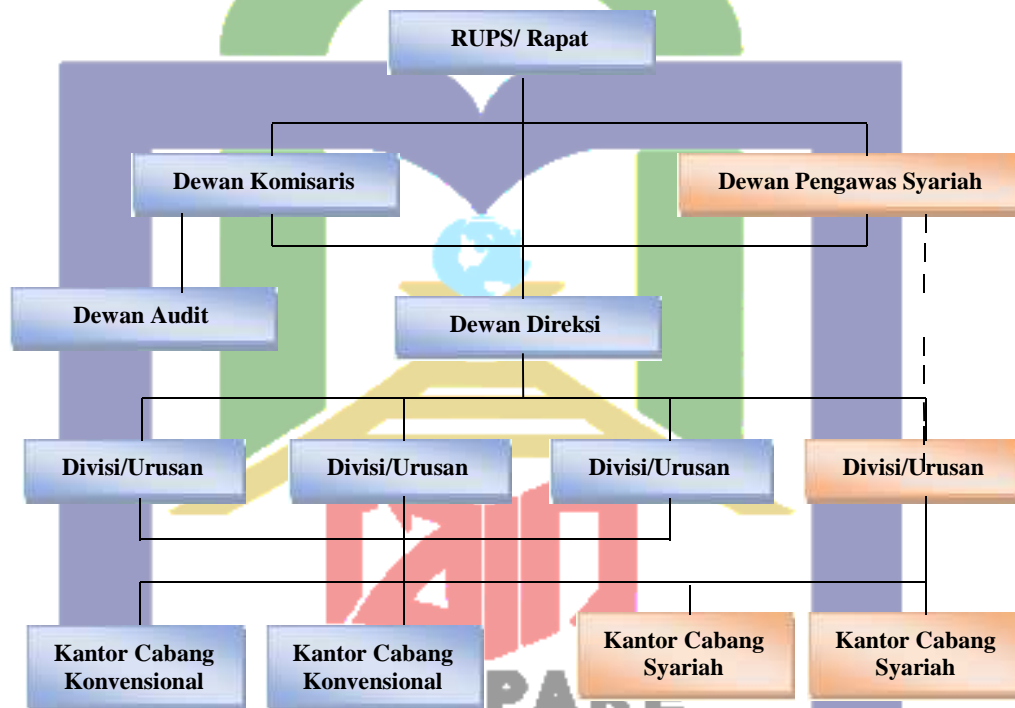 RUPS/ Rapat
Dewan Komisaris
Dewan Pengawas Syariah
Dewan Audit
Dewan Direksi
Divisi/Urusan
Divisi/Urusan
Divisi/Urusan
Divisi/Urusan
Kantor Cabang
Konvensional
Kantor Cabang
Konvensional
Kantor Cabang
Syariah
Kantor Cabang
Syariah